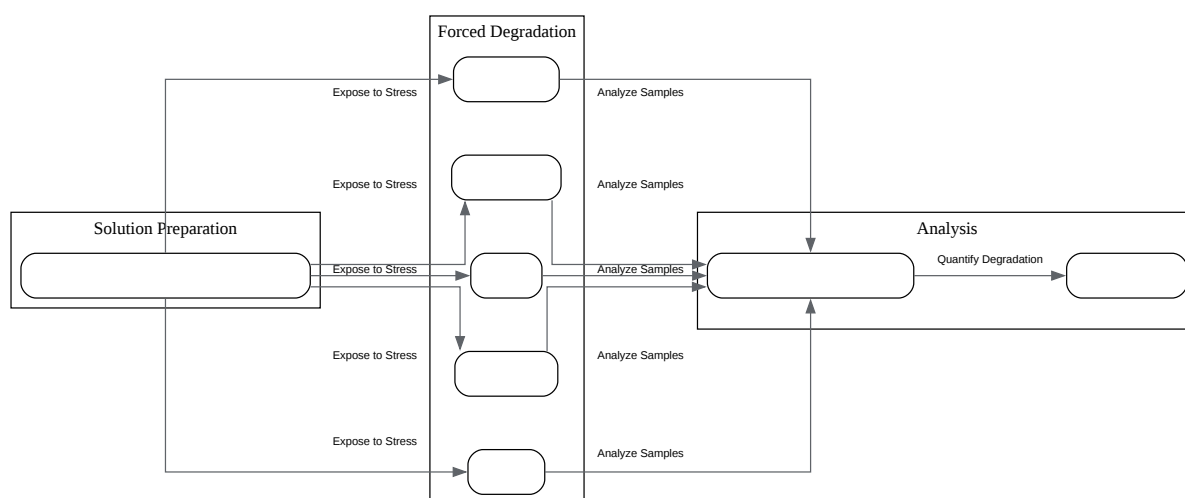 Forced Degradation
Expose to Stress
Analyze Samples
Expose to Stress
Analyze Samples
Solution Preparation
Analysis
Expose to Stress
Analyze Samples
Quantify Degradation
Expose to Stress
Analyze Samples
Expose to Stress
Analyze Samples